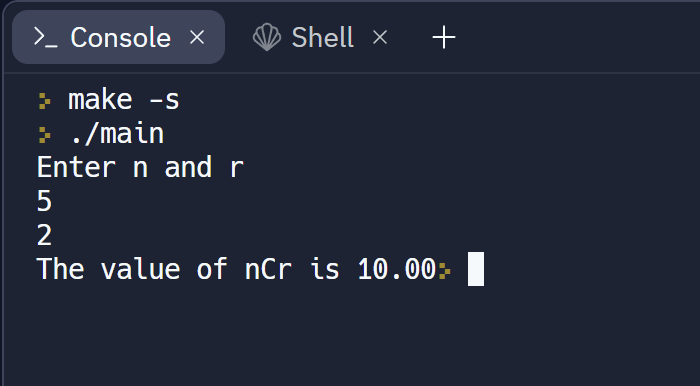 Console × Shell × +
make -s
./main
Enter n and r
5
2
The value of nCr is 10.00